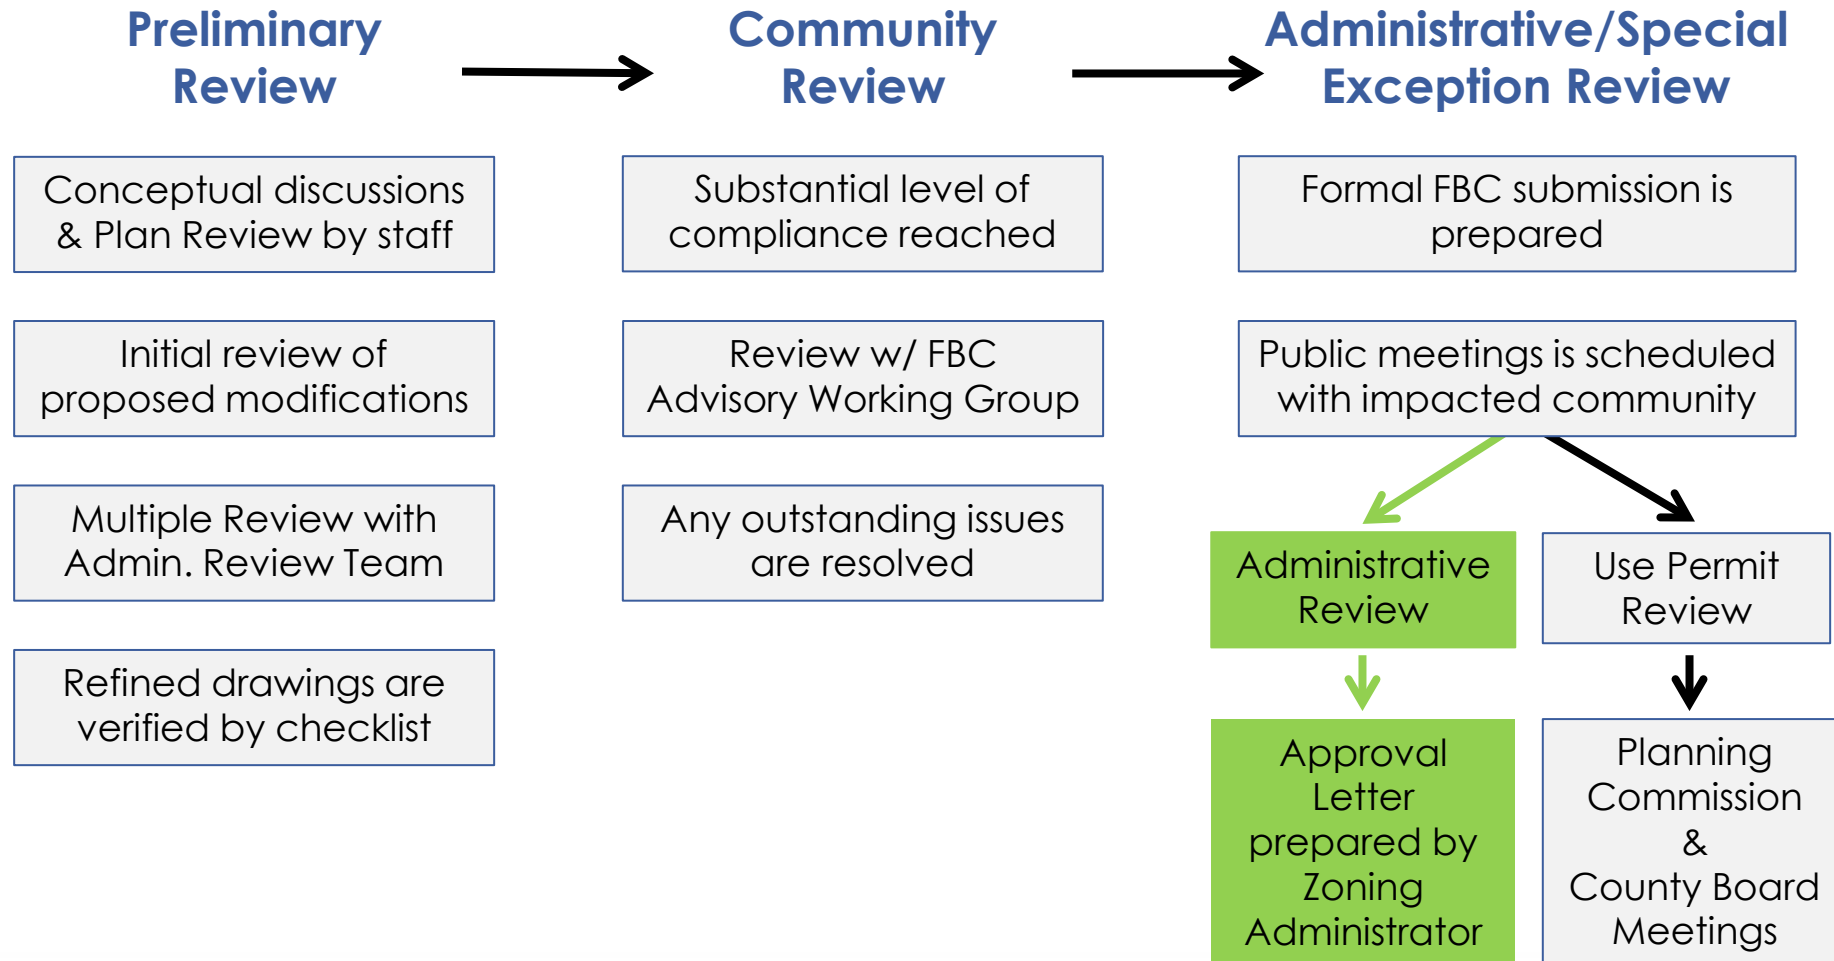 Preliminary
Review
Conceptual discussions
& Plan Review by staff
Initial review of
proposed modifications
Multiple Review with
Admin. Review Team
Refined drawings are
verified by checklist
Community
Review
Substantial level of
compliance reached
Review w/ FBC
Advisory Working Group
Any outstanding issues
are resolved
Administrative/Special
Exception Review
Formal FBC submission is
prepared
Public meetings is scheduled
with impacted community
Administrative
Review
Approval
Letter
prepared by
Zoning
Administrator
Use Permit
Review
Planning
Commission
&
County Board
Meetings